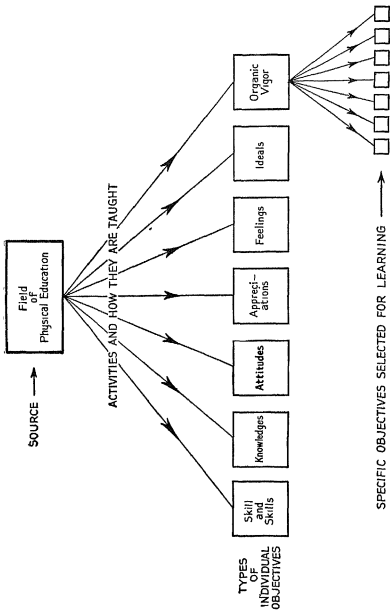 SOURCE
Field
of
Physical Education
ACTIVITIES AND HOW THEY ARE TAUGHT
TYPES
OF
INDIVIDUAL
OBJECTIVES
Skill
and
Skills
Knowledges
Attitudes
Appreci-
ations
Feelings
Ideals
Organic
Vigor
SPECIFIC OBJECTIVES SELECTED FOR LEARNING